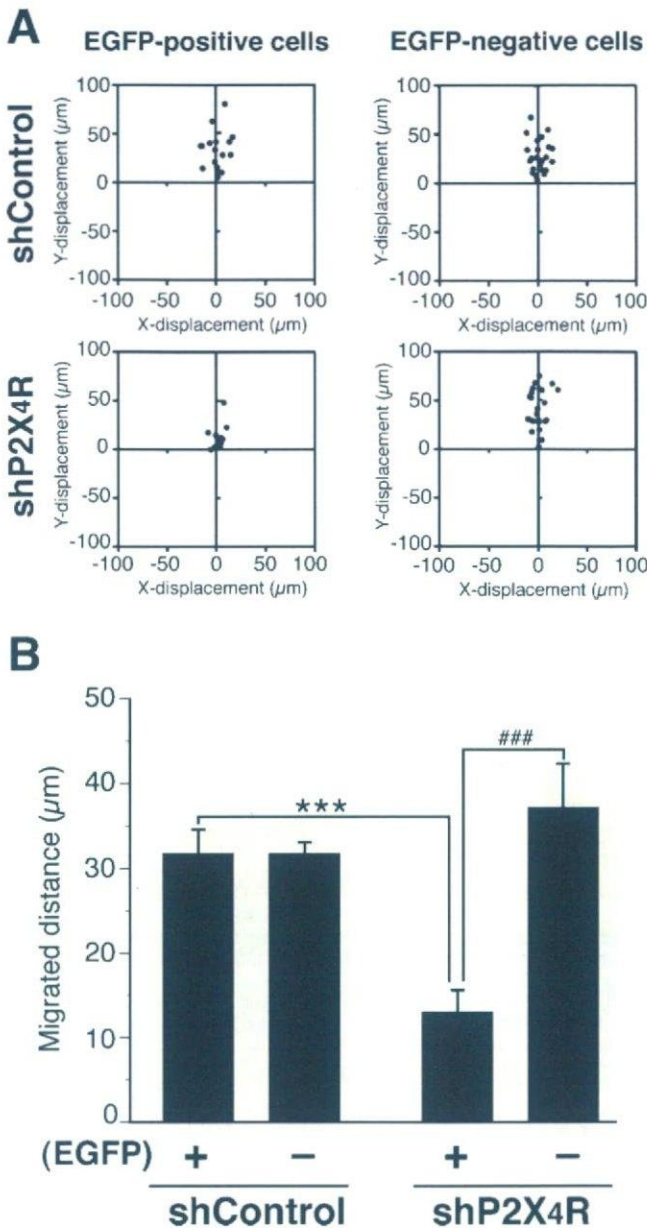 A
EGFP-positive cells
EGFP-negative cells
shControl
Y-displacement (µm)
100
50
0
-50
-100
-100 -50 0 50 100
X-displacement (µm)
Y-displacement (µm)
100
50
0
-50
-100
-100 -50 0 50 100
X-displacement (µm)
shP2X4R
Y-displacement (µm)
100
50
0
-50
-100
-100 -50 0 50 100
X-displacement (µm)
Y-displacement (µm)
100
50
0
-50
-100
-100 -50 0 50 100
X-displacement (µm)
B
Migrated distance (µm)
50
40
30
20
10
0
***
###
(EGFP) + − + −
shControl shP2X4R